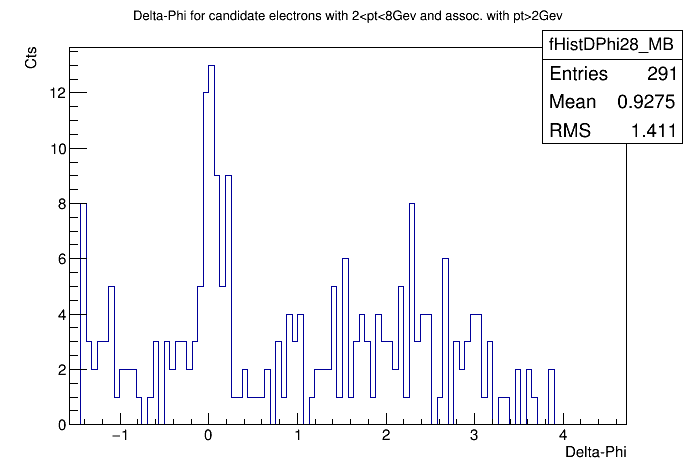 Delta-Phi for candidate electrons with 2<pt<8Gev and assoc. with pt>2Gev
fHistDPhi28_MB
Entries 291
Mean 0.9275
RMS 1.411
Cts
12
10
8
6
4
2
0
−1 0 1 2 3 4
Delta-Phi